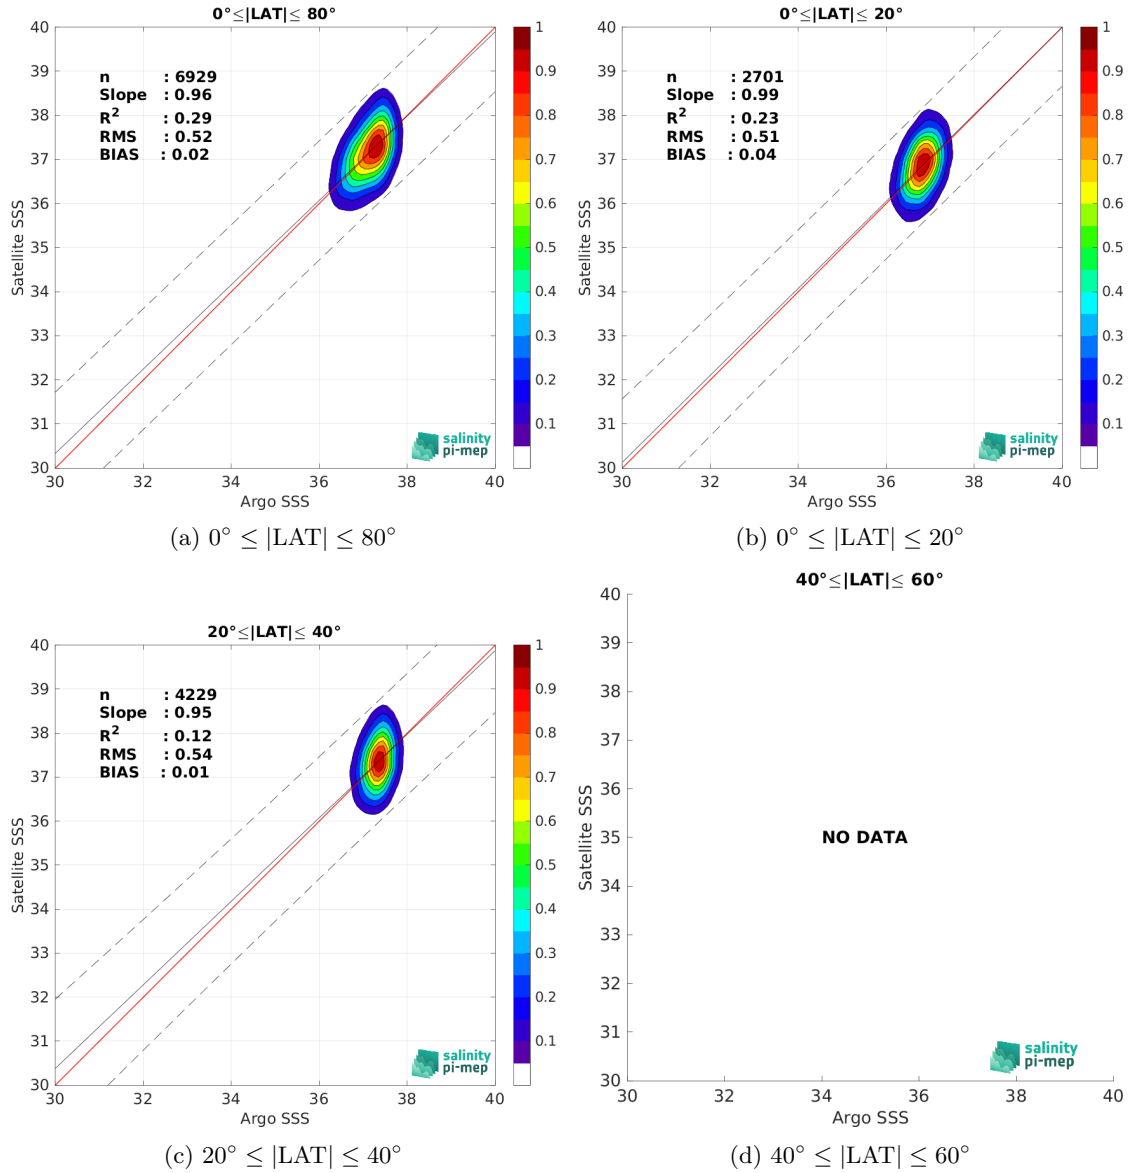 0°≤|LAT|≤ 80°
40
39
38
37
36
35
34
33
32
31
30
Satellite SSS
n : 6929
Slope : 0.96
R² : 0.29
RMS : 0.52
BIAS : 0.02
salinity
pi-mep
30 32 34 36 38 40
Argo SSS
1
0.9
0.8
0.7
0.6
0.5
0.4
0.3
0.2
0.1
(a) 0° ≤ |LAT| ≤ 80°
0°≤|LAT|≤ 20°
40
39
38
37
36
35
34
33
32
31
30
Satellite SSS
n : 2701
Slope : 0.99
R² : 0.23
RMS : 0.51
BIAS : 0.04
salinity
pi-mep
30 32 34 36 38 40
Argo SSS
1
0.9
0.8
0.7
0.6
0.5
0.4
0.3
0.2
0.1
(b) 0° ≤ |LAT| ≤ 20°
20°≤|LAT|≤ 40°
40
39
38
37
36
35
34
33
32
31
30
Satellite SSS
n : 4229
Slope : 0.95
R² : 0.12
RMS : 0.54
BIAS : 0.01
salinity
pi-mep
30 32 34 36 38 40
Argo SSS
1
0.9
0.8
0.7
0.6
0.5
0.4
0.3
0.2
0.1
(c) 20° ≤ |LAT| ≤ 40°
40°≤|LAT|≤ 60°
40
39
38
37
36
35
34
33
32
31
30
Satellite SSS
NO DATA
salinity
pi-mep
30 32 34 36 38 40
Argo SSS
(d) 40° ≤ |LAT| ≤ 60°